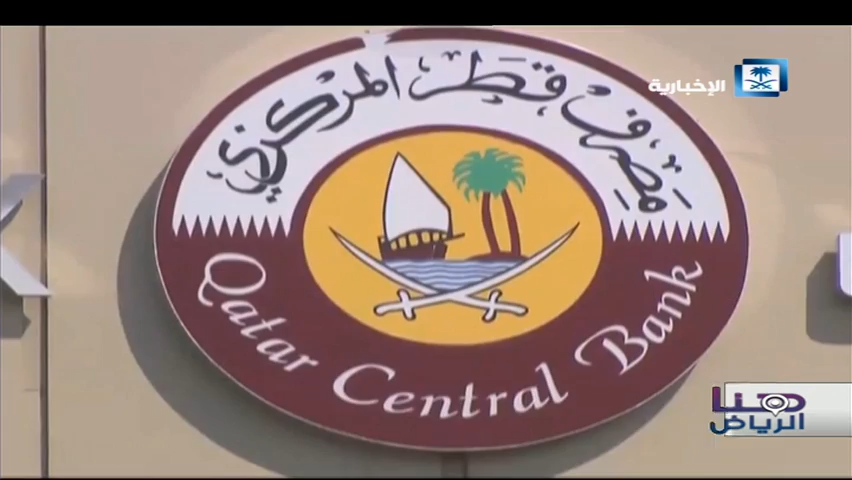 الإخبارية
مصرف قطر المركزي
Qatar Central Bank
هنا
الرياض